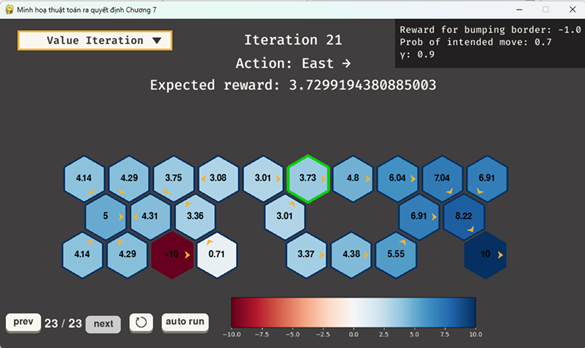 Minh hoạ thuật toán ra quyết định Chương 7
Value Iteration ▼
Iteration 21
Action: East →
Expected reward: 3.7299194380885003
Reward for bumping border: -1.0
Prob of intended move: 0.7
γ: 0.9
4.14 4.29 3.75 3.08 3.01 3.73 4.8 6.04 7.04 6.91
5 4.31 3.36 3.01 6.91 8.22
4.14 4.29 -10 0.71 3.37 4.38 5.55 10
prev 23 / 23 next auto run
-10.0 -7.5 -5.0 -2.5 0.0 2.5 5.0 7.5 10.0